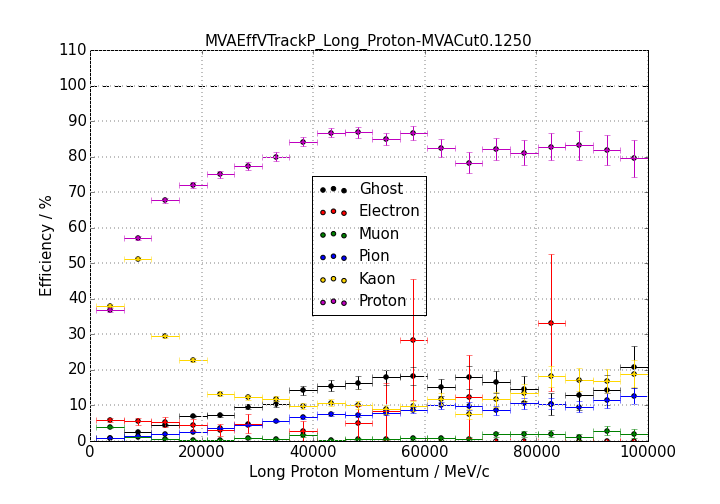 MVAEffVTrackP_Long_Proton-MVACut0.1250
110
100
90
80
70
60
50
40
30
20
10
0
Efficiency / %
Ghost
Electron
Muon
Pion
Kaon
Proton
0 20000 40000 60000 80000 100000
Long Proton Momentum / MeV/c